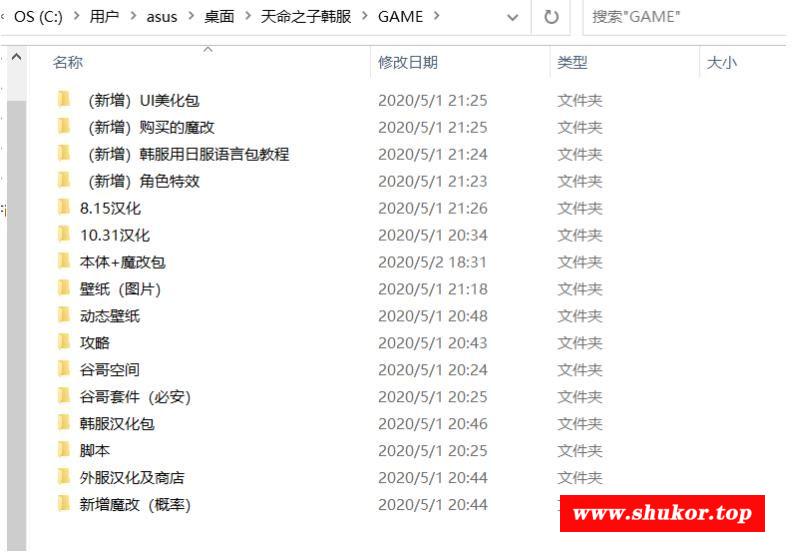 OS (C:) > 用户 > asus > 桌面 > 天命之子韩服 > GAME >
搜索"GAME"
名称 修改日期 类型 大小
（新增）UI美化包 2020/5/1 21:25 文件夹
（新增）购买的魔改 2020/5/1 21:25 文件夹
（新增）韩服用日服语言包教程 2020/5/1 21:24 文件夹
（新增）角色特效 2020/5/1 21:23 文件夹
8.15汉化 2020/5/1 21:26 文件夹
10.31汉化 2020/5/1 20:34 文件夹
本体+魔改包 2020/5/2 18:31 文件夹
壁纸（图片） 2020/5/1 21:18 文件夹
动态壁纸 2020/5/1 20:48 文件夹
攻略 2020/5/1 20:43 文件夹
谷哥空间 2020/5/1 20:24 文件夹
谷哥套件（必安） 2020/5/1 20:25 文件夹
韩服汉化包 2020/5/1 20:46 文件夹
脚本 2020/5/1 20:25 文件夹
外服汉化及商店 2020/5/1 20:44 文件夹
新增魔改（概率） 2020/5/1 20:44
www.shukor.top